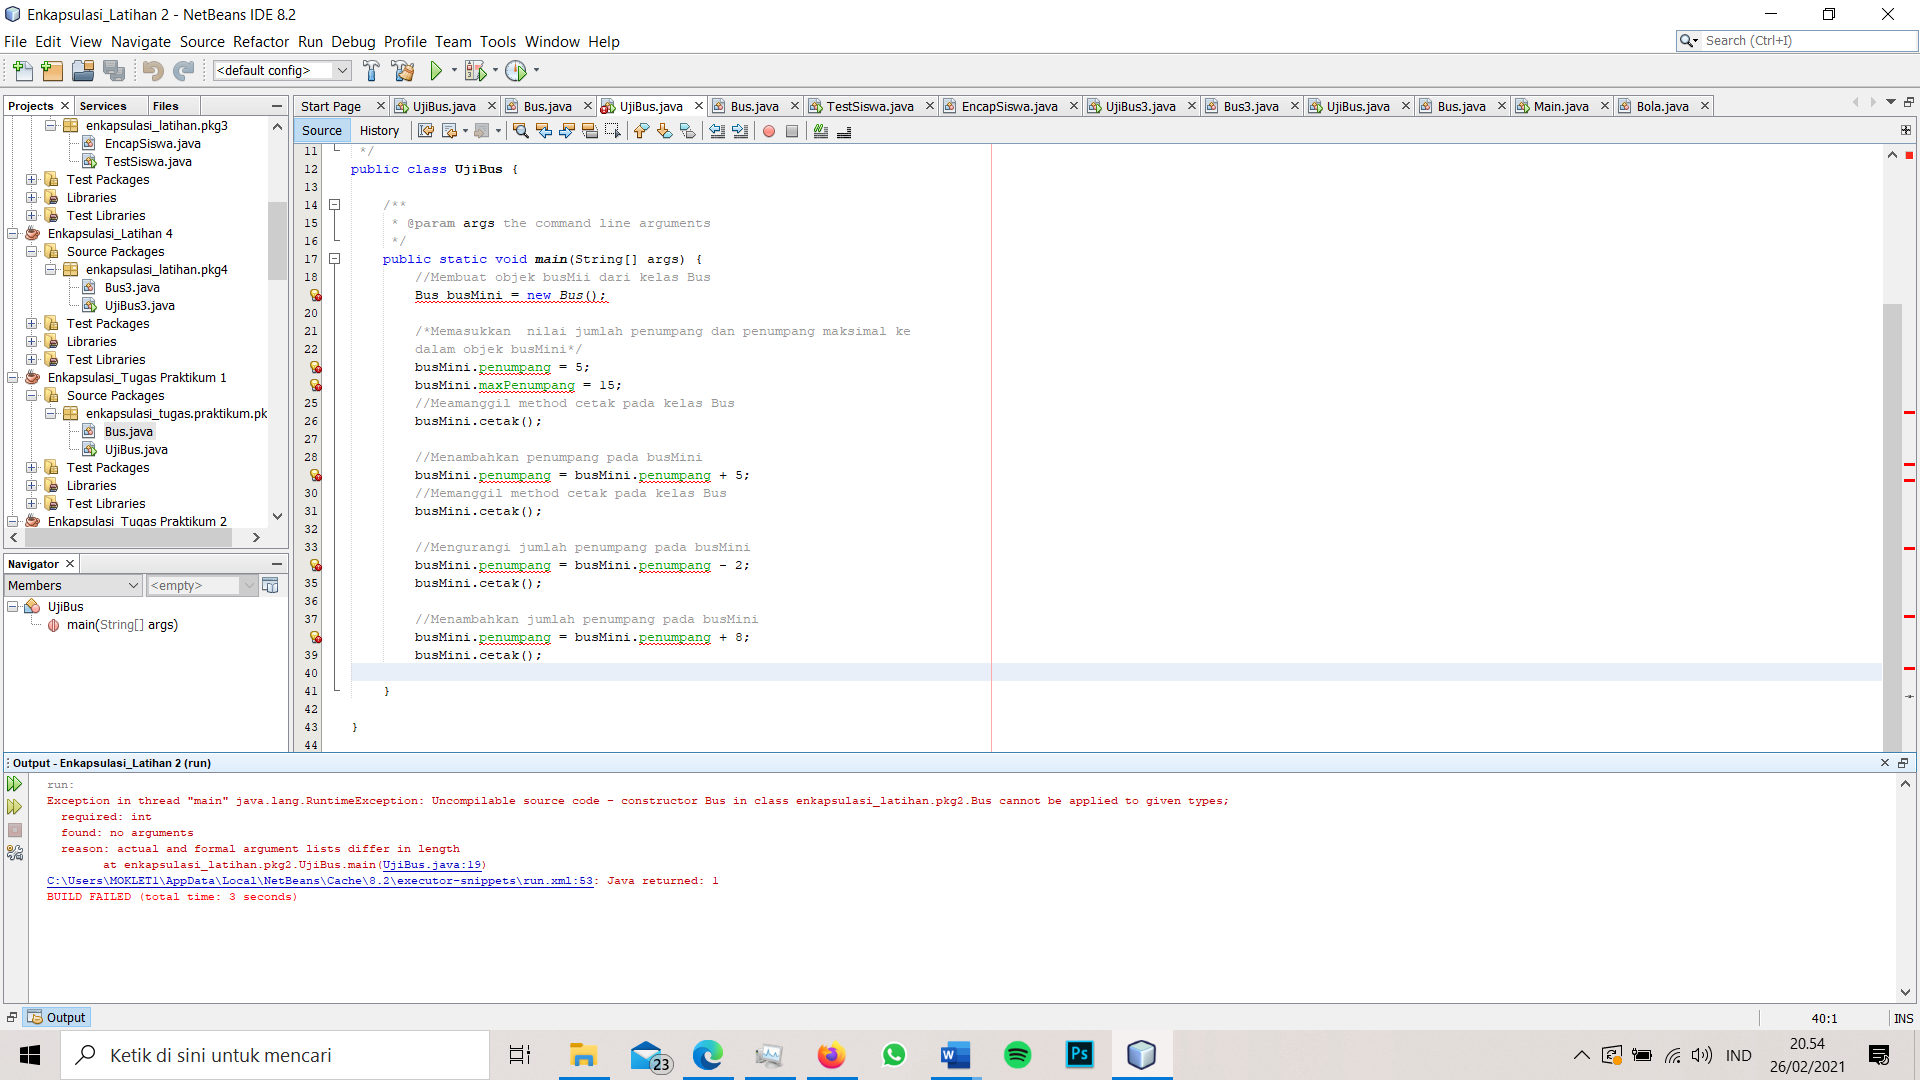 Enkapsulasi_Latihan 2 - NetBeans IDE 8.2
File Edit View Navigate Source Refactor Run Debug Profile Team Tools Window Help
Search (Ctrl+I)
<default config>
Projects Services Files
Start Page UjiBus.java Bus.java UjiBus.java Bus.java TestSiswa.java EncapSiswa.java UjiBus3.java Bus3.java UjiBus.java Bus.java Main.java Bola.java
Source History
enkapsulasi_latihan.pkg3
EncapSiswa.java
TestSiswa.java
Test Packages
Libraries
Test Libraries
Enkapsulasi_Latihan 4
Source Packages
enkapsulasi_latihan.pkg4
Bus3.java
UjiBus3.java
Test Packages
Libraries
Test Libraries
Enkapsulasi_Tugas Praktikum 1
Source Packages
enkapsulasi_tugas.praktikum.pk
Bus.java
UjiBus.java
Test Packages
Libraries
Test Libraries
Enkapsulasi_Tugas Praktikum 2
Navigator
Members <empty>
UjiBus
main(String[] args)
11 */
12 public class UjiBus {
13
14 /**
15 * @param args the command line arguments
16 */
17 public static void main(String[] args) {
18 //Membuat objek busMii dari kelas Bus
Bus busMini = new Bus();
20
21 /*Memasukkan  nilai jumlah penumpang dan penumpang maksimal ke
22 dalam objek busMini*/
busMini.penumpang = 5;
busMini.maxPenumpang = 15;
25 //Meamanggil method cetak pada kelas Bus
26 busMini.cetak();
27
28 //Menambahkan penumpang pada busMini
busMini.penumpang = busMini.penumpang + 5;
30 //Memanggil method cetak pada kelas Bus
31 busMini.cetak();
32
33 //Mengurangi jumlah penumpang pada busMini
busMini.penumpang = busMini.penumpang - 2;
35 busMini.cetak();
36
37 //Menambahkan jumlah penumpang pada busMini
busMini.penumpang = busMini.penumpang + 8;
39 busMini.cetak();
40
41 }
42
43 }
44
Output - Enkapsulasi_Latihan 2 (run)
run:
Exception in thread "main" java.lang.RuntimeException: Uncompilable source code - constructor Bus in class enkapsulasi_latihan.pkg2.Bus cannot be applied to given types;
required: int
found: no arguments
reason: actual and formal argument lists differ in length
at enkapsulasi_latihan.pkg2.UjiBus.main(UjiBus.java:19)
C:\Users\MOKLET1\AppData\Local\NetBeans\Cache\8.2\executor-snippets\run.xml:53: Java returned: 1
BUILD FAILED (total time: 3 seconds)
Output
40:1 INS
Ketik di sini untuk mencari
23
Ps
IND
20.54
26/02/2021